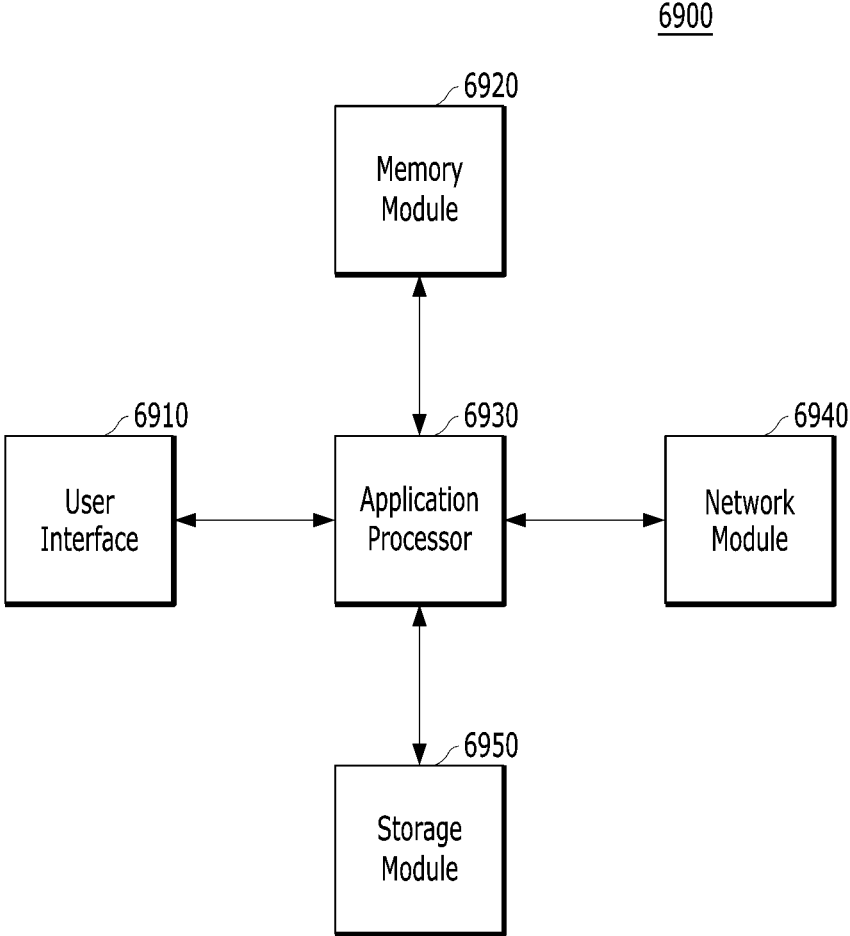 6900
6920
Memory
Module
6910
User
Interface
6930
Application
Processor
6940
Network
Module
6950
Storage
Module